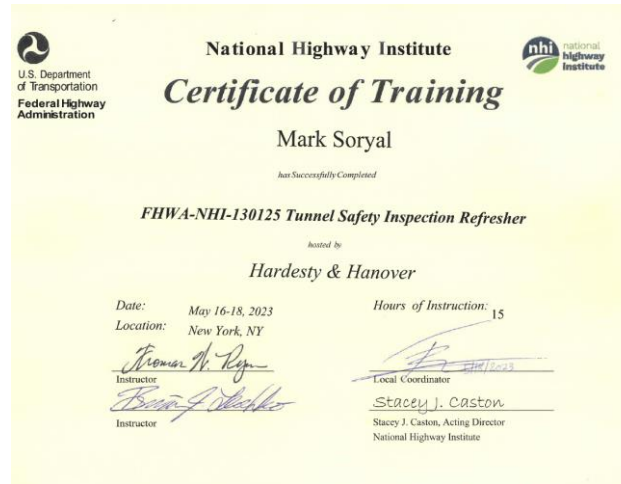 U.S. Department
of Transportation
Federal Highway
Administration
National Highway Institute
nhi national
highway
institute
Certificate of Training
Mark Soryal
has Successfully Completed
FHWA-NHI-130125 Tunnel Safety Inspection Refresher
hosted by
Hardesty & Hanover
Date: May 16-18, 2023
Location: New York, NY
Hours of Instruction: 15
Instructor
Instructor
5/18/2023
Local Coordinator
Stacey J. Caston
Stacey J. Caston, Acting Director
National Highway Institute